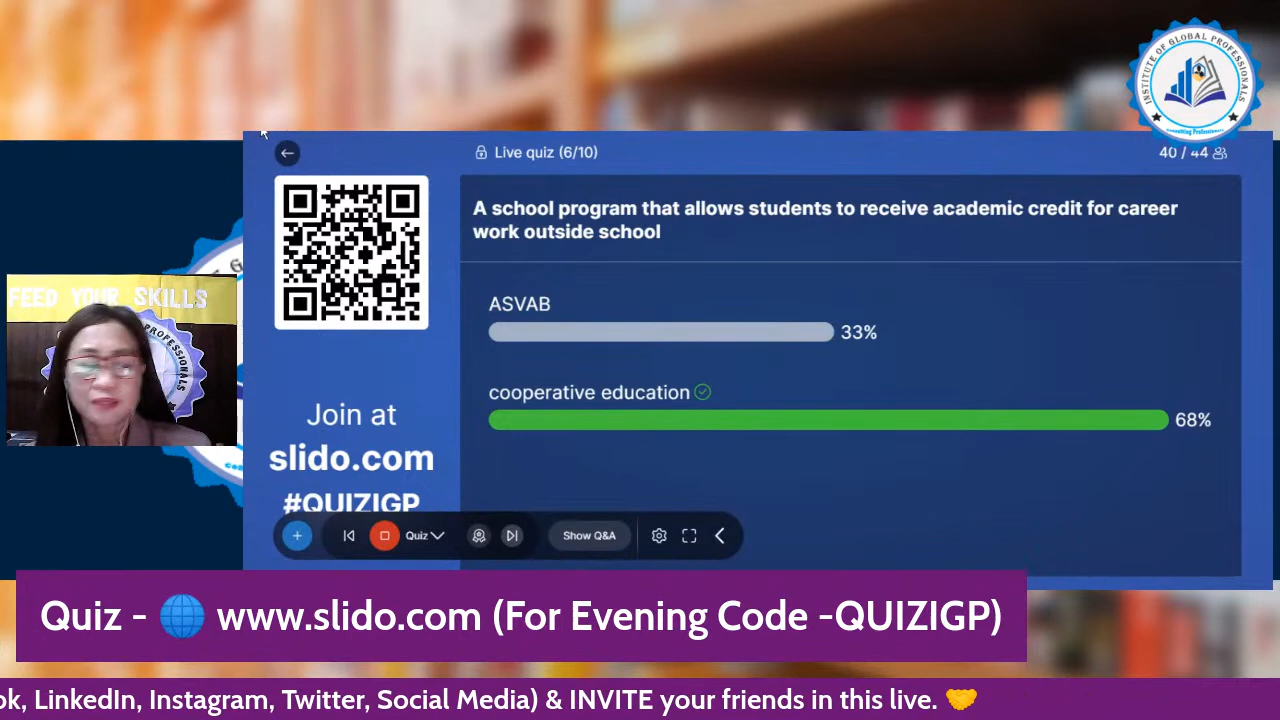 INSTITUTE OF GLOBAL PROFESSIONALS
Connecting Professionals
Live quiz (6/10)
40 / 44
A school program that allows students to receive academic credit for career
work outside school
ASVAB
33%
cooperative education
68%
FEED YOUR SKILLS
PROFESSIONALS
Join at
slido.com
#QUIZIGP
Quiz
Show Q&A
Quiz - 🌐 www.slido.com (For Evening Code -QUIZIGP)
ok, LinkedIn, Instagram, Twitter, Social Media) & INVITE your friends in this live. 🤝